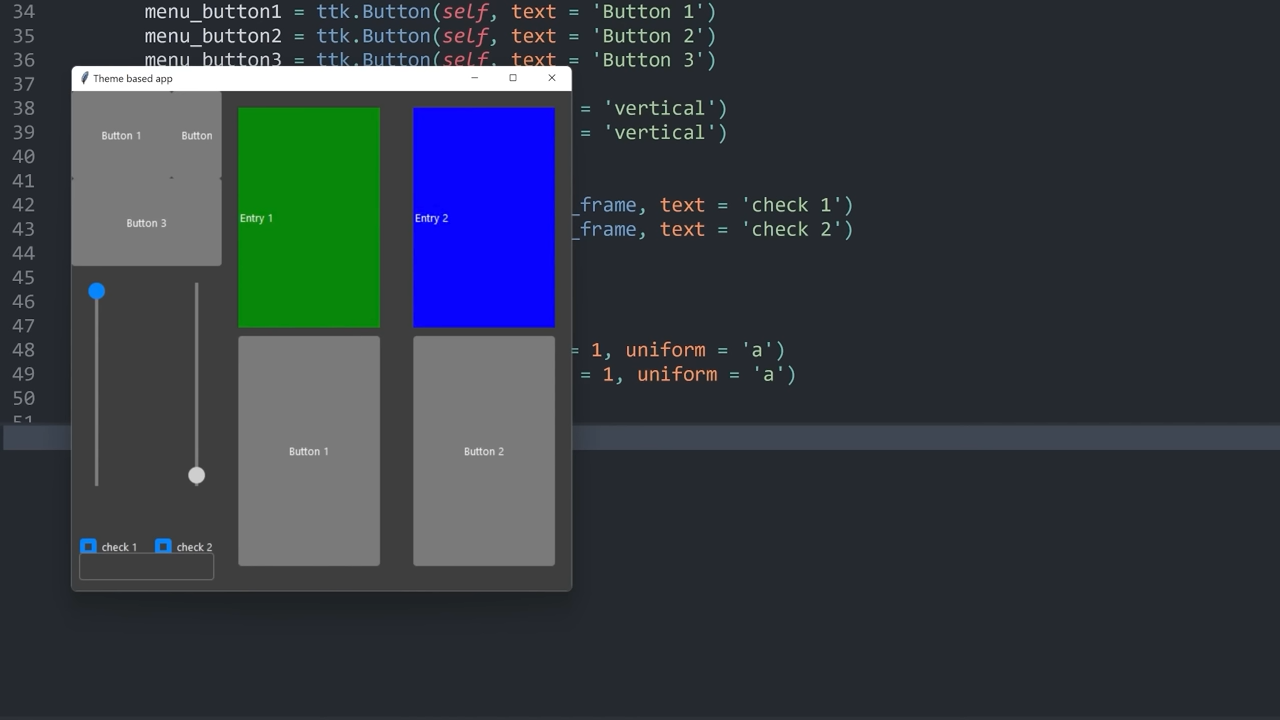 34 menu_button1 = ttk.Button(self, text = 'Button 1')
35 menu_button2 = ttk.Button(self, text = 'Button 2')
36 menu_button3 = ttk.Button(self, text = 'Button 3')
37
38 = 'vertical')
39 = 'vertical')
40
41
42 _frame, text = 'check 1')
43 _frame, text = 'check 2')
44
45
46
47
48 = 1, uniform = 'a')
49 = 1, uniform = 'a')
50
51
Theme based app
Button 1 Button
Button 3
Entry 1 Entry 2
Button 1 Button 2
check 1 check 2